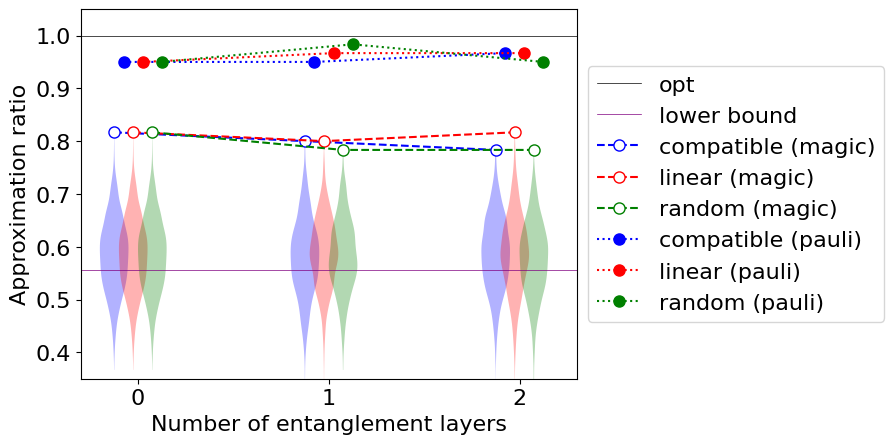 Approximation ratio
1.0
0.9
0.8
0.7
0.6
0.5
0.4
0
1
2
Number of entanglement layers
opt
lower bound
compatible (magic)
linear (magic)
random (magic)
compatible (pauli)
linear (pauli)
random (pauli)